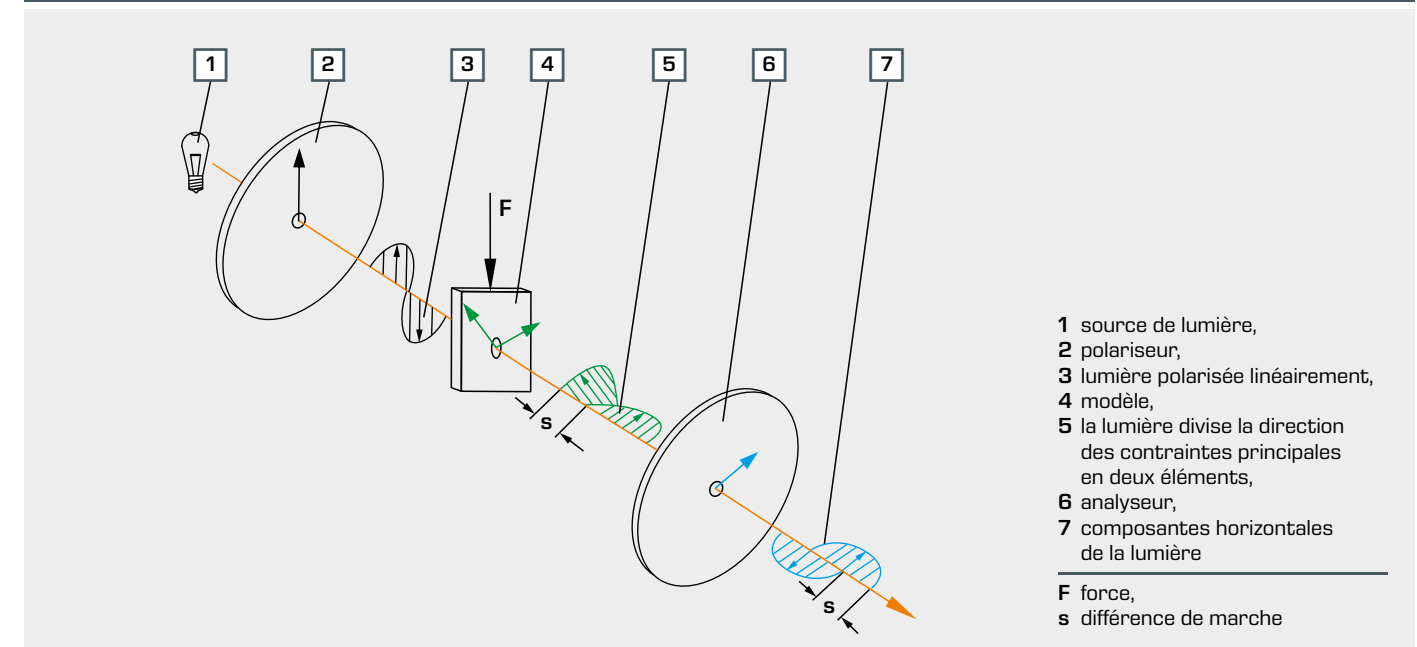 1 2 3 4 5 6 7
F
s
s
1 source de lumière,
2 polariseur,
3 lumière polarisée linéairement,
4 modèle,
5 la lumière divise la direction
des contraintes principales
en deux éléments,
6 analyseur,
7 composantes horizontales
de la lumière
F force,
s différence de marche